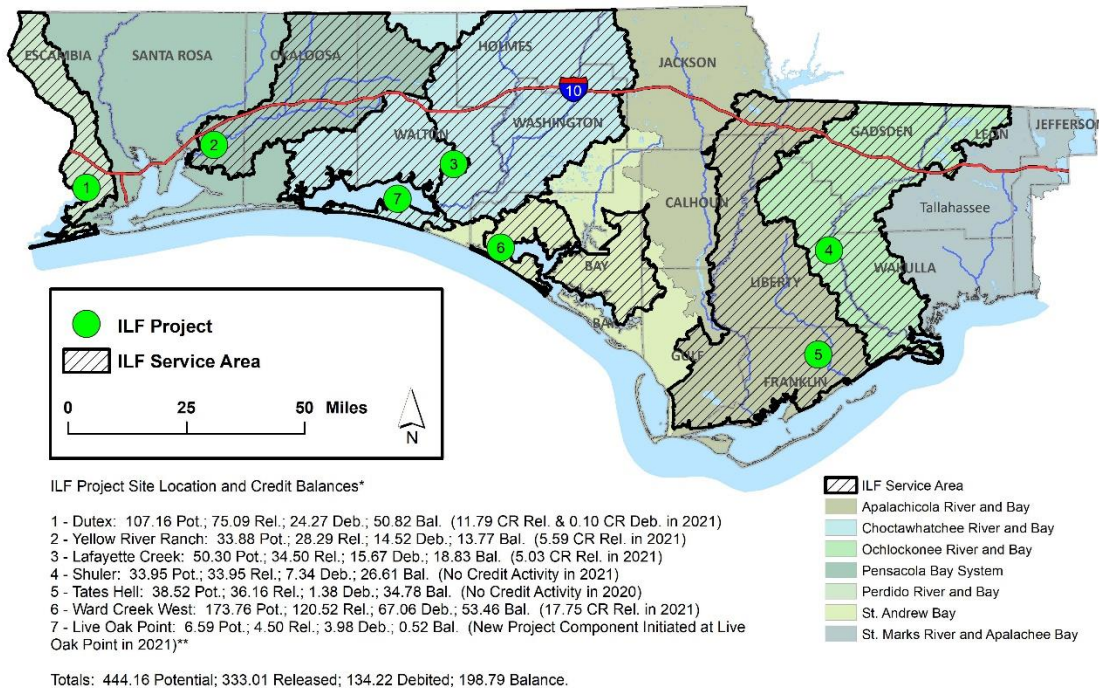 ESCAMBIA
SANTA ROSA
OKALOOSA
HOLMES
JACKSON
10
WALTON
WASHINGTON
GADSDEN
LEON
JEFFERSON
CALHOUN
Tallahassee
BAY
LIBERTY
WAKULLA
BAY
GULF
FRANKLIN
1
2
3
7
6
4
5
ILF Project
ILF Service Area
0 25 50 Miles
N
ILF Project Site Location and Credit Balances*
1 - Dutex: 107.16 Pot.; 75.09 Rel.; 24.27 Deb.; 50.82 Bal. (11.79 CR Rel. & 0.10 CR Deb. in 2021)
2 - Yellow River Ranch: 33.88 Pot.; 28.29 Rel.; 14.52 Deb.; 13.77 Bal. (5.59 CR Rel. in 2021)
3 - Lafayette Creek: 50.30 Pot.; 34.50 Rel.; 15.67 Deb.; 18.83 Bal. (5.03 CR Rel. in 2021)
4 - Shuler: 33.95 Pot.; 33.95 Rel.; 7.34 Deb.; 26.61 Bal. (No Credit Activity in 2021)
5 - Tates Hell: 38.52 Pot.; 36.16 Rel.; 1.38 Deb.; 34.78 Bal. (No Credit Activity in 2020)
6 - Ward Creek West: 173.76 Pot.; 120.52 Rel.; 67.06 Deb.; 53.46 Bal. (17.75 CR Rel. in 2021)
7 - Live Oak Point: 6.59 Pot.; 4.50 Rel.; 3.98 Deb.; 0.52 Bal. (New Project Component Initiated at Live
Oak Point in 2021)**
Totals: 444.16 Potential; 333.01 Released; 134.22 Debited; 198.79 Balance.
ILF Service Area
Apalachicola River and Bay
Choctawhatchee River and Bay
Ochlockonee River and Bay
Pensacola Bay System
Perdido River and Bay
St. Andrew Bay
St. Marks River and Apalachee Bay